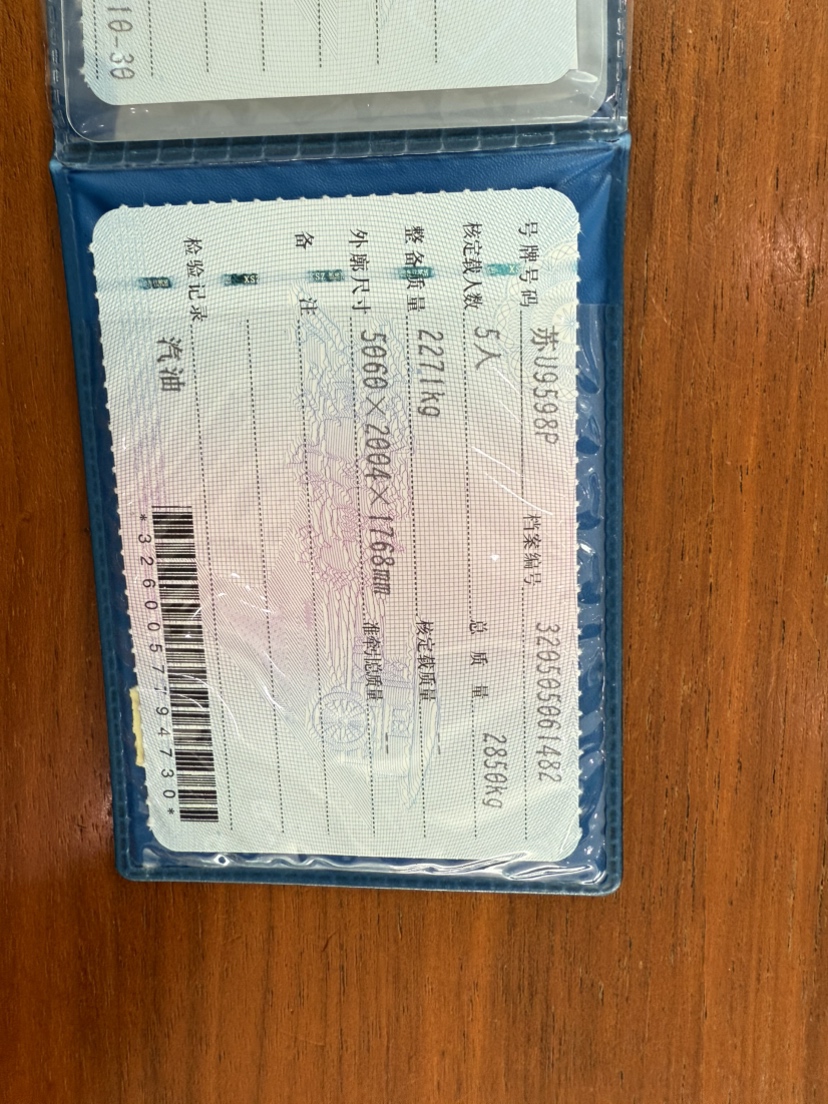 10-30
号牌号码 苏U9598P 档案编号 320505061482
核定载人数 5人 总质量 2850kg
整备质量 2271kg 核定载质量 --
外廓尺寸 5060×2004×1768mm 准牵引总质量 --
备注
检验记录
汽油
*3260057794730*